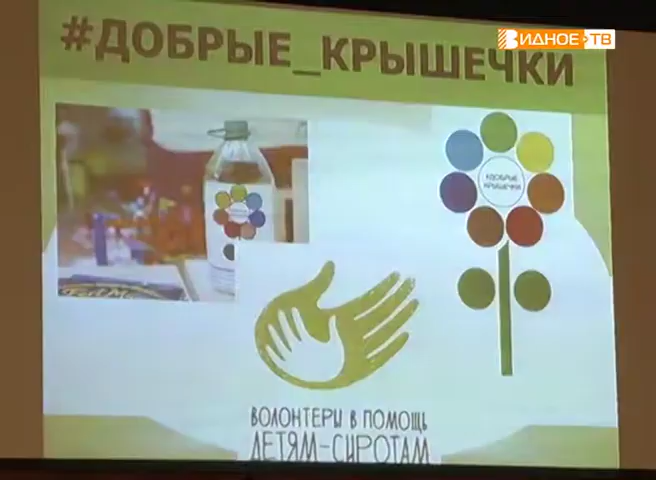 #ДОБРЫЕ_КРЫШЕЧКИ
ВИДНОЕ ТВ
#ДОБРЫЕ
КРЫШЕЧКИ
ВОЛОНТЕРЫ В ПОМОЩЬ
ДЕТЯМ-СИРОТАМ